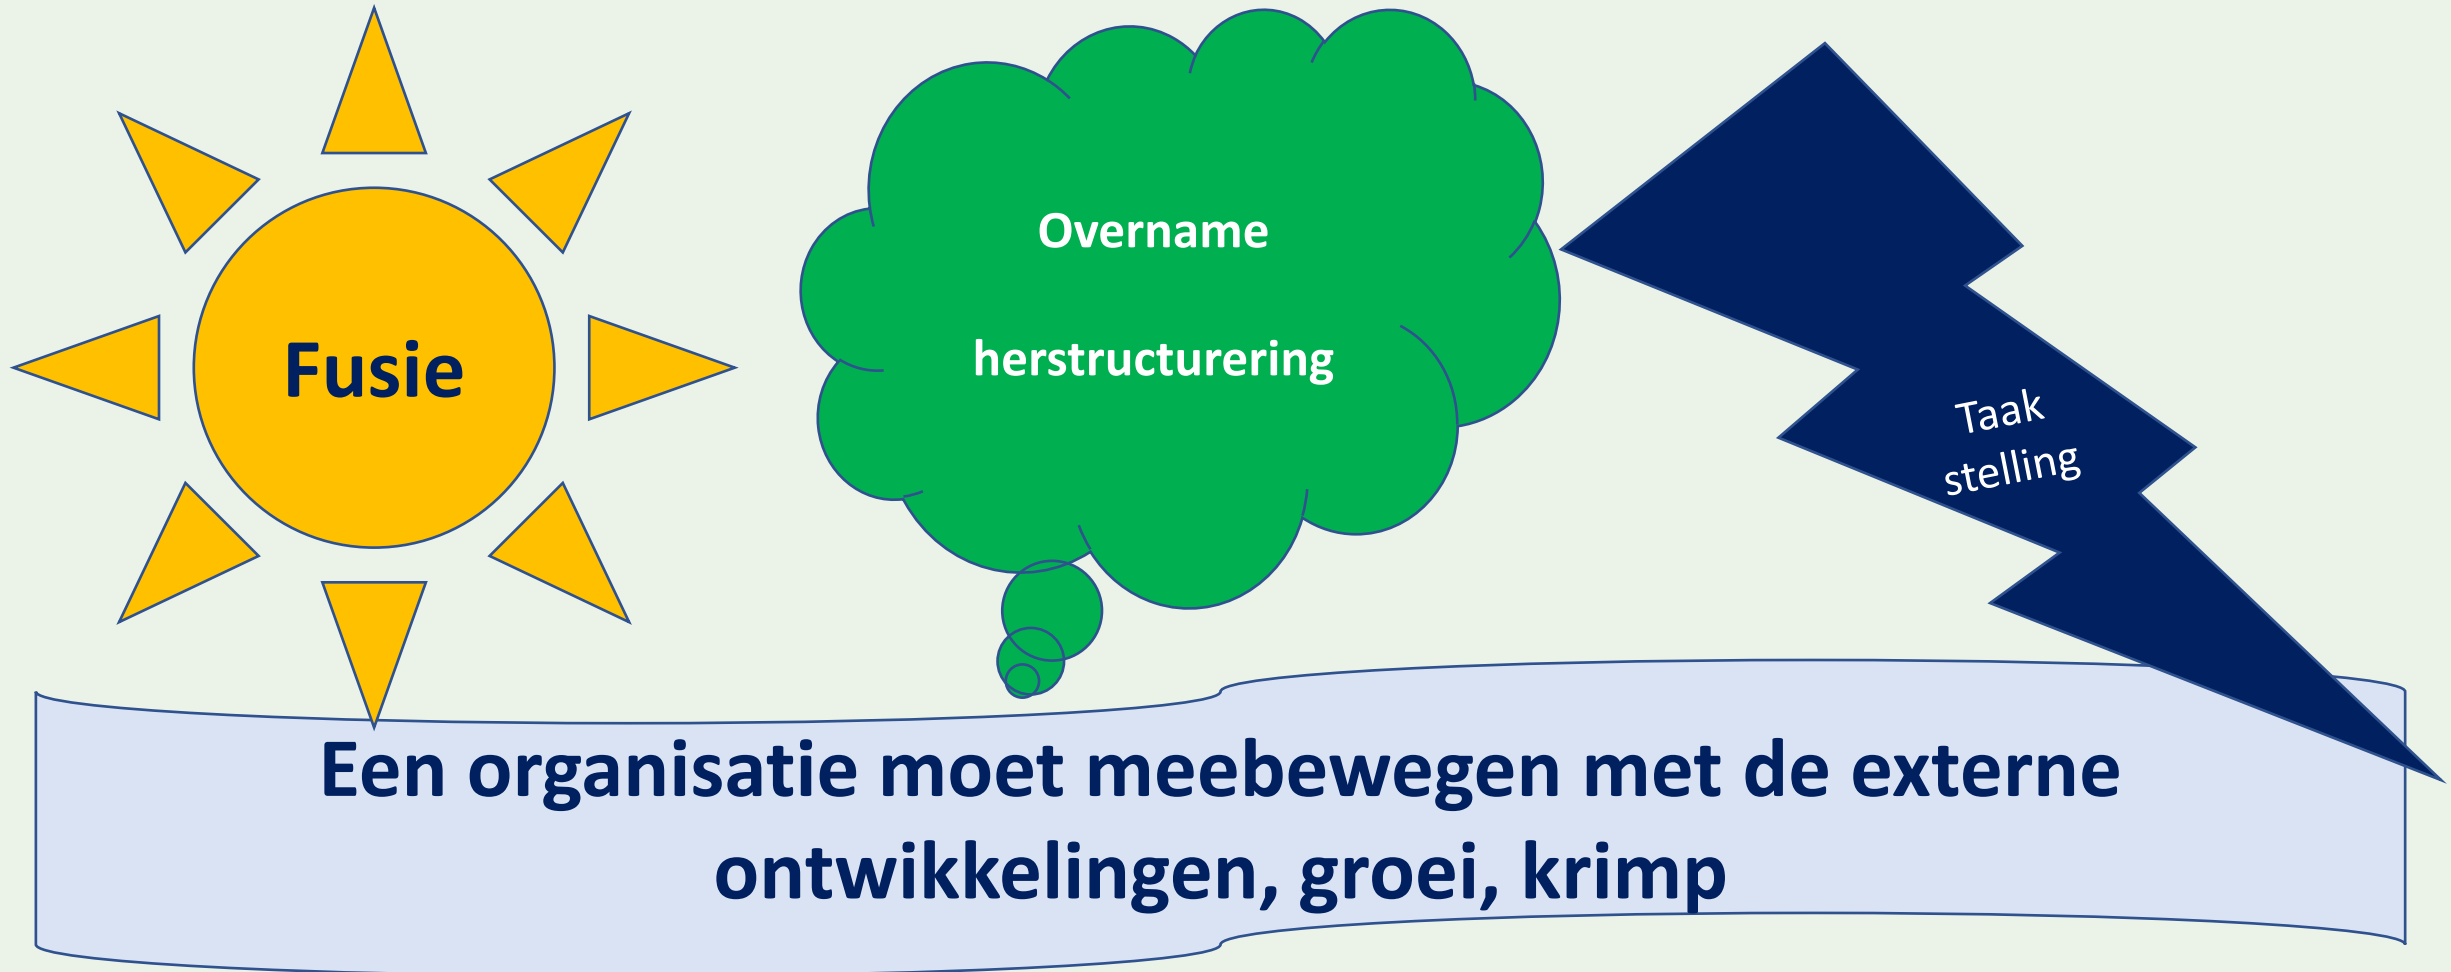 Fusie
Overname
herstructurering
Taak
stelling
Een organisatie moet meebewegen met de externe
ontwikkelingen, groei, krimp